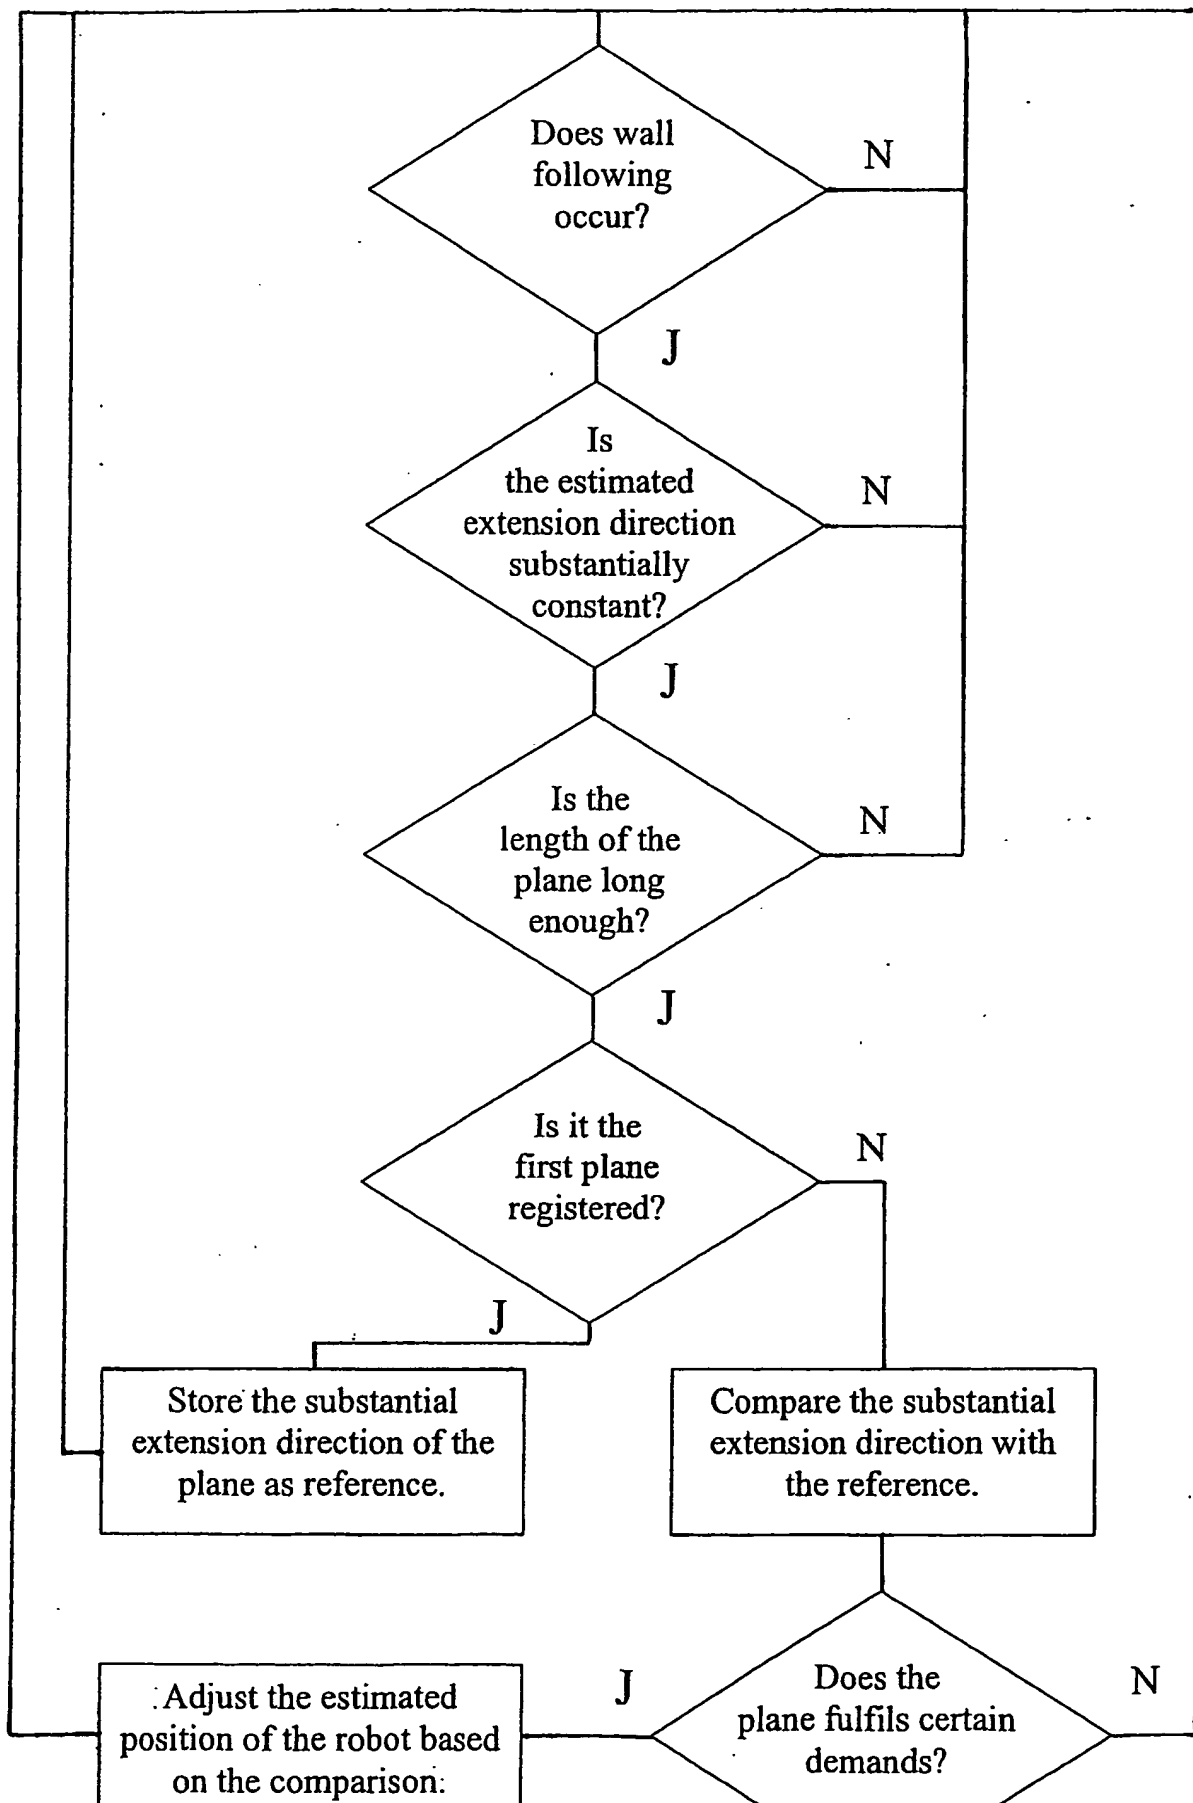 Does wall
following
occur?
N
J
Is
the estimated
extension direction
substantially
constant?
N
J
Is the
length of the
plane long
enough?
N
J
Is it the
first plane
registered?
N
J
Store the substantial
extension direction of the
plane as reference.
Compare the substantial
extension direction with
the reference.
Adjust the estimated
position of the robot based
on the comparison.
J
Does the
plane fulfils certain
demands?
N